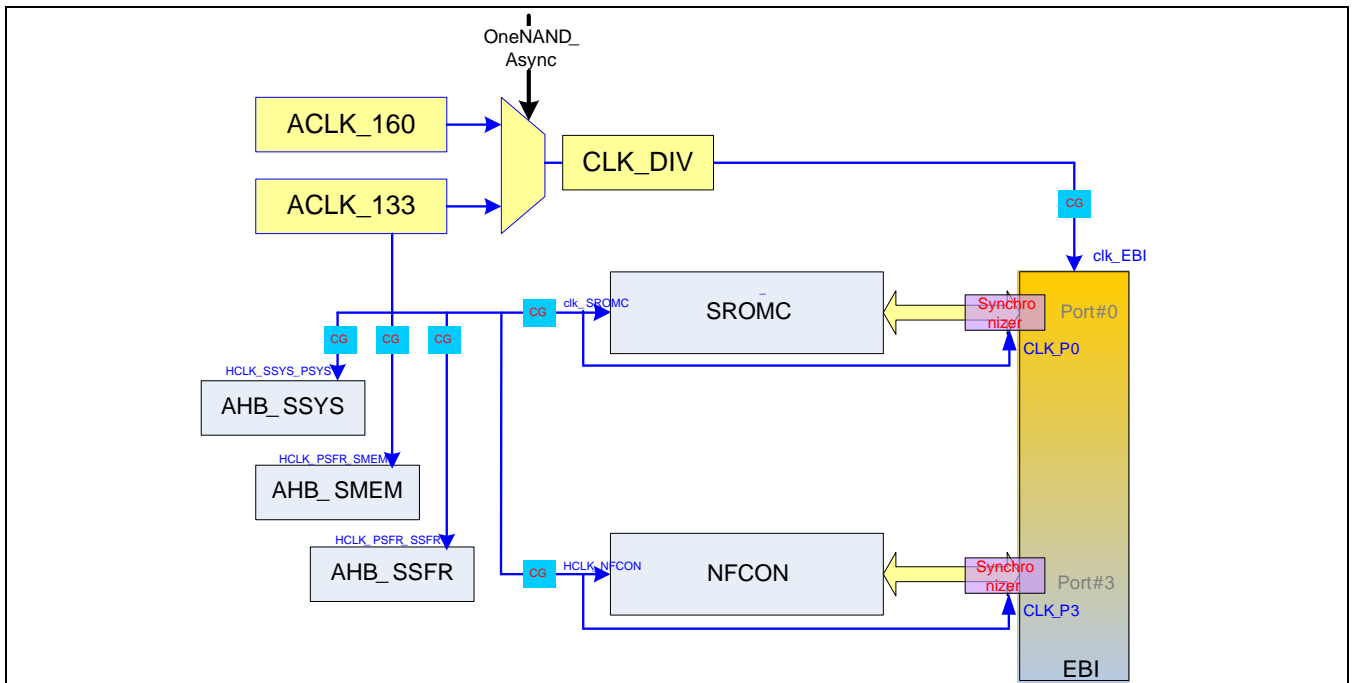 OneNAND_
Async
ACLK_160
CLK_DIV
ACLK_133
CG
clk_EBI
clk_SROMC
CG
SROMC
_
Synchro
nizer
Port#0
CG
CG
CG
CLK_P0
HCLK_SSYS_PSYS
AHB_ SSYS
HCLK_PSFR_SMEM
AHB_ SMEM
HCLK_PSFR_SSFR
AHB_ SSFR
CG
HCLK_NFCON
NFCON
Synchro
nizer
Port#3
CLK_P3
EBI